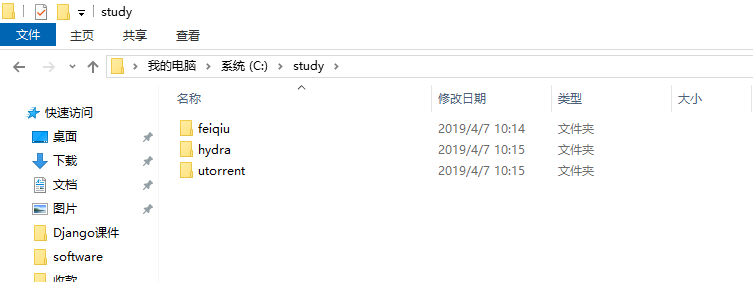 study
文件 主页 共享 查看
我的电脑 系统 (C:) study
名称 修改日期 类型 大小
快速访问
桌面
下载
文档
图片
Django课件
software
收款
feiqiu 2019/4/7 10:14 文件夹
hydra 2019/4/7 10:15 文件夹
utorrent 2019/4/7 10:15 文件夹